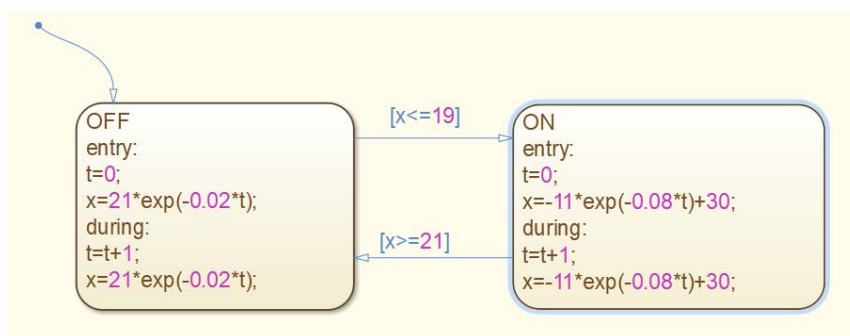 OFF
entry:
t=0;
x=21*exp(-0.02*t);
during:
t=t+1;
x=21*exp(-0.02*t);
[x<=19]
[x>=21]
ON
entry:
t=0;
x=-11*exp(-0.08*t)+30;
during:
t=t+1;
x=-11*exp(-0.08*t)+30;